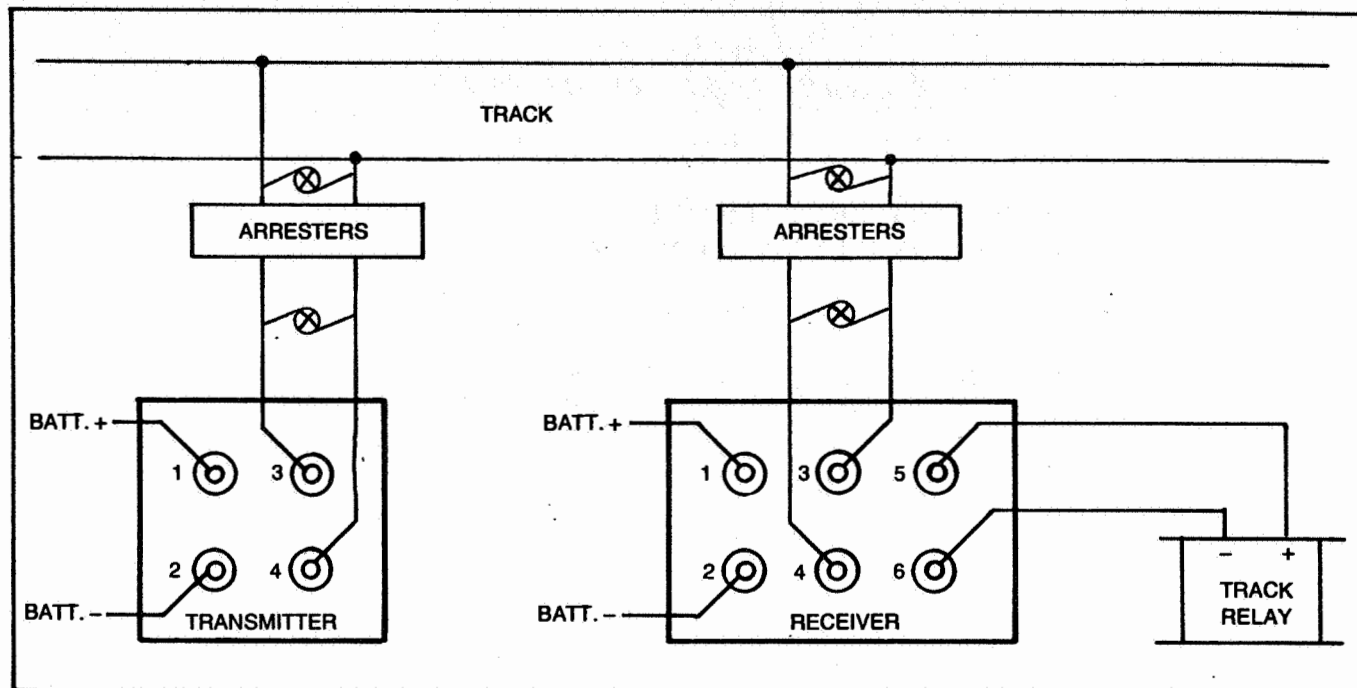 TRACK
ARRESTERS
ARRESTERS
BATT. +
1
3
2
4
BATT. –
TRANSMITTER
BATT. +
1
3
5
2
4
6
BATT. –
RECEIVER
– +
TRACK
RELAY